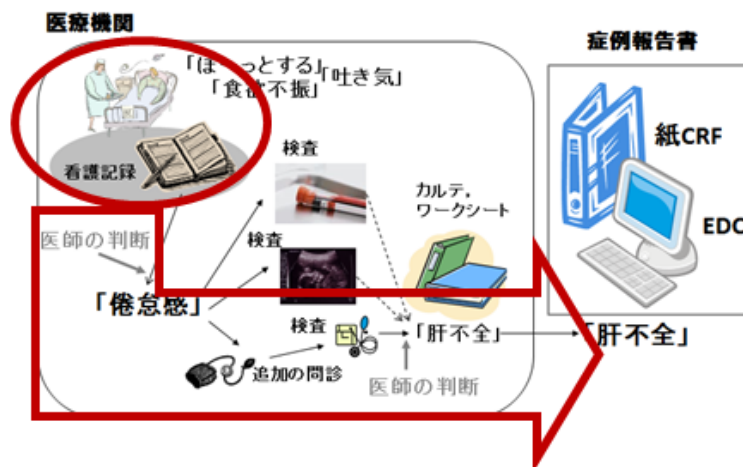 医療機関
症例報告書
「ぼーっとする」
「吐き気」
「食欲不振」
紙CRF
看護記録
検査
カルテ，
ワークシート
EDC
医師の判断
検査
「倦怠感」
検査
「肝不全」
「肝不全」
追加の問診
医師の判断